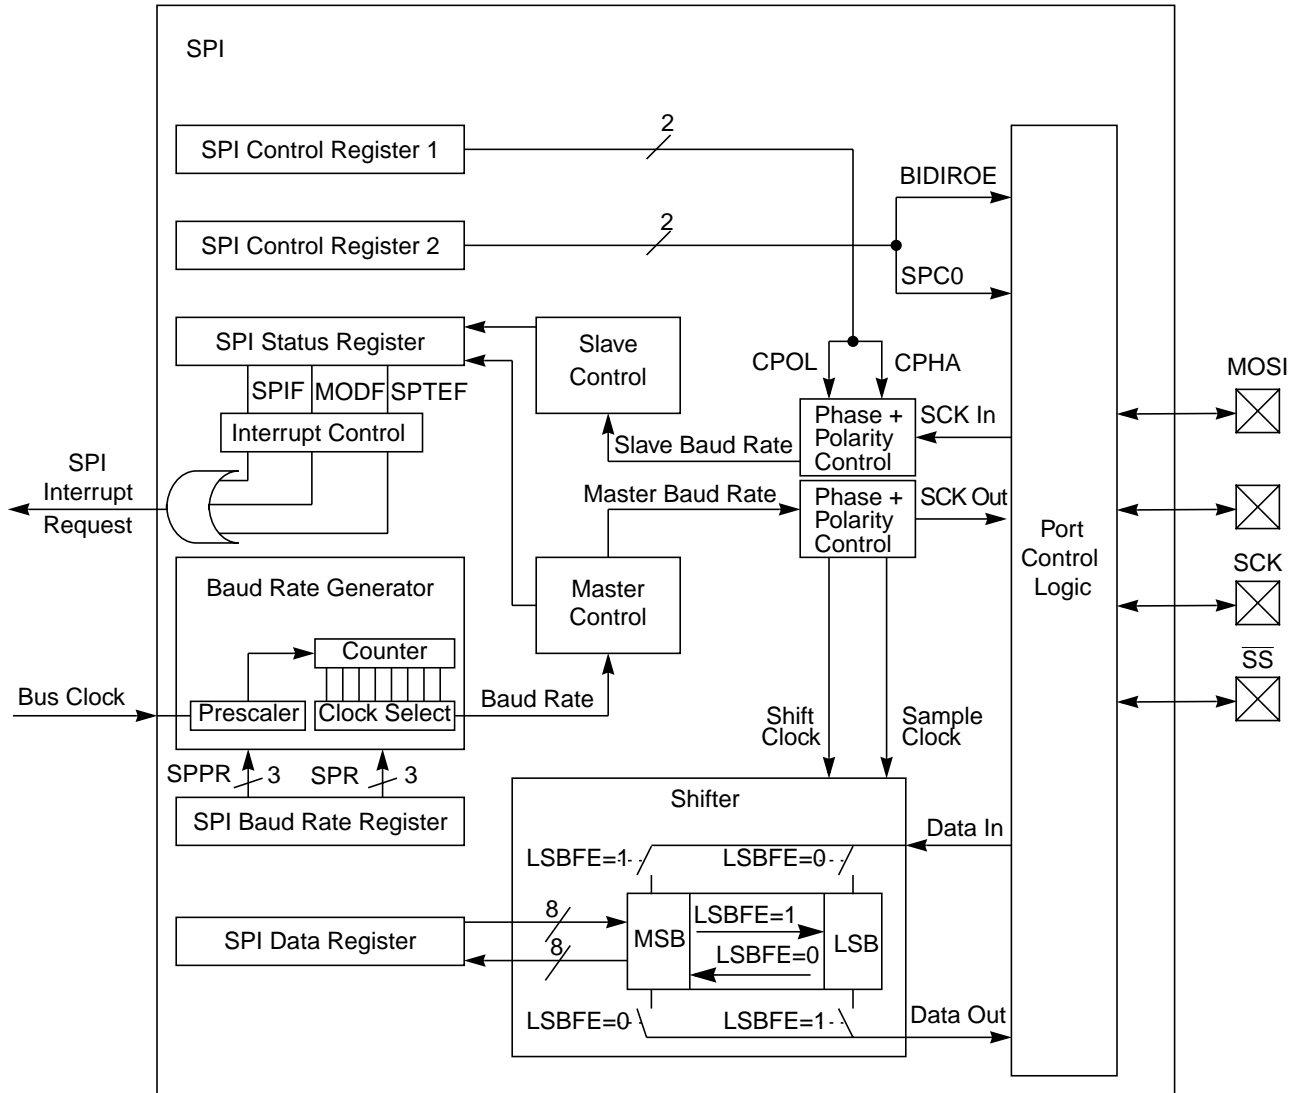 SPI
SPI Control Register 1
2
BIDIROE
SPI Control Register 2
2
SPC0
SPI Status Register
Slave
Control
CPOL
CPHA
MOSI
SPIF
MODF
SPTEF
Interrupt Control
Slave Baud Rate
Phase +
Polarity
Control
SCK In
SPI
Interrupt
Request
Master Baud Rate
Phase +
Polarity
Control
SCK Out
Port
Control
Logic
SCK
Baud Rate Generator
Master
Control
Counter
SS
Bus Clock
Prescaler
Clock Select
Baud Rate
Shift
Clock
Sample
Clock
SPPR
3
SPR
3
SPI Baud Rate Register
Shifter
Data In
LSBFE=1
LSBFE=0
8
SPI Data Register
8
MSB
LSBFE=1
LSBFE=0
LSB
LSBFE=0
LSBFE=1
Data Out